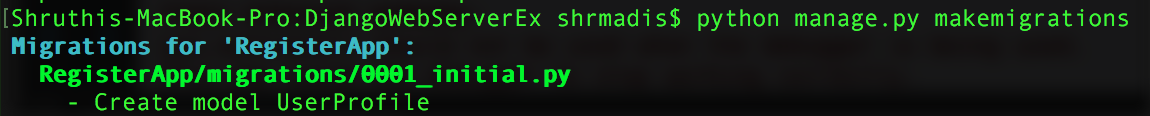 [Shruthis-MacBook-Pro:DjangoWebServerEx shrmadis$ python manage.py makemigrations
Migrations for 'RegisterApp':
  RegisterApp/migrations/0001_initial.py
    - Create model UserProfile